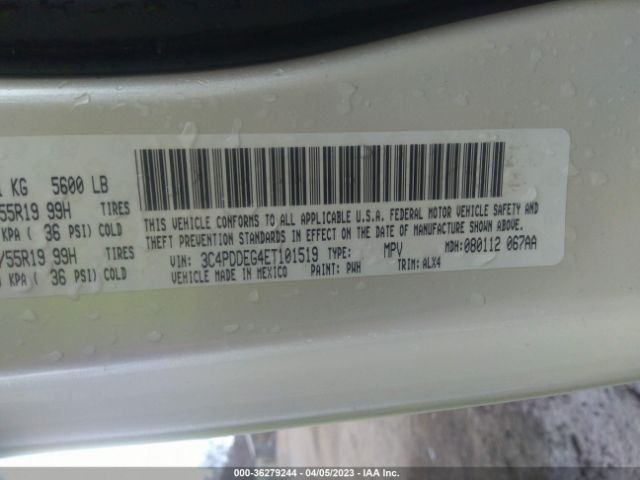 KG 5600 LB
55R19 99H TIRES
KPA ( 36 PSI) COLD
/55R19 99H TIRES
KPA ( 36 PSI) COLD
THIS VEHICLE CONFORMS TO ALL APPLICABLE U.S.A. FEDERAL MOTOR VEHICLE SAFETY AND
THEFT PREVENTION STANDARDS IN EFFECT ON THE DATE OF MANUFACTURE SHOWN ABOVE.
VIN: 3C4PDDEG4ET101519 TYPE: MPV MDH: 080112 067AA
VEHICLE MADE IN MEXICO PAINT: PWH TRIM: ALX4
000-36279244 - 04/05/2023 - IAA Inc.